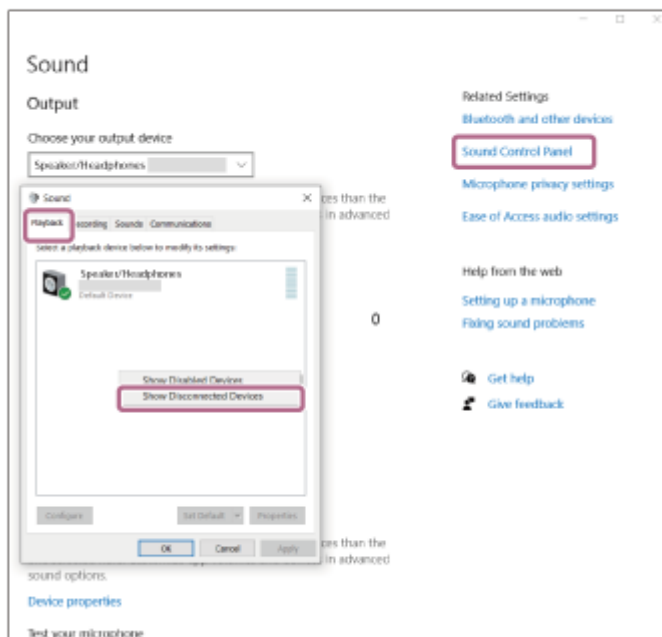 Sound
Output
Choose your output device
Speaker/Headphones
Related Settings
Bluetooth and other devices
Sound Control Panel
Microphone privacy settings
Ease of Access audio settings
Help from the web
Setting up a microphone
Fixing sound problems
Get help
Give feedback
Sound
Playback
ecording
Sounds
Communications
Select a playback device below to modify its settings:
Speaker/Headphones
Default Device
Show Disabled Devices
Show Disconnected Devices
Configure
Set Default
Properties
OK
Cancel
Apply
ces than the
in advanced
0
ces than the
in advanced
sound options.
Device properties
Test your microphone